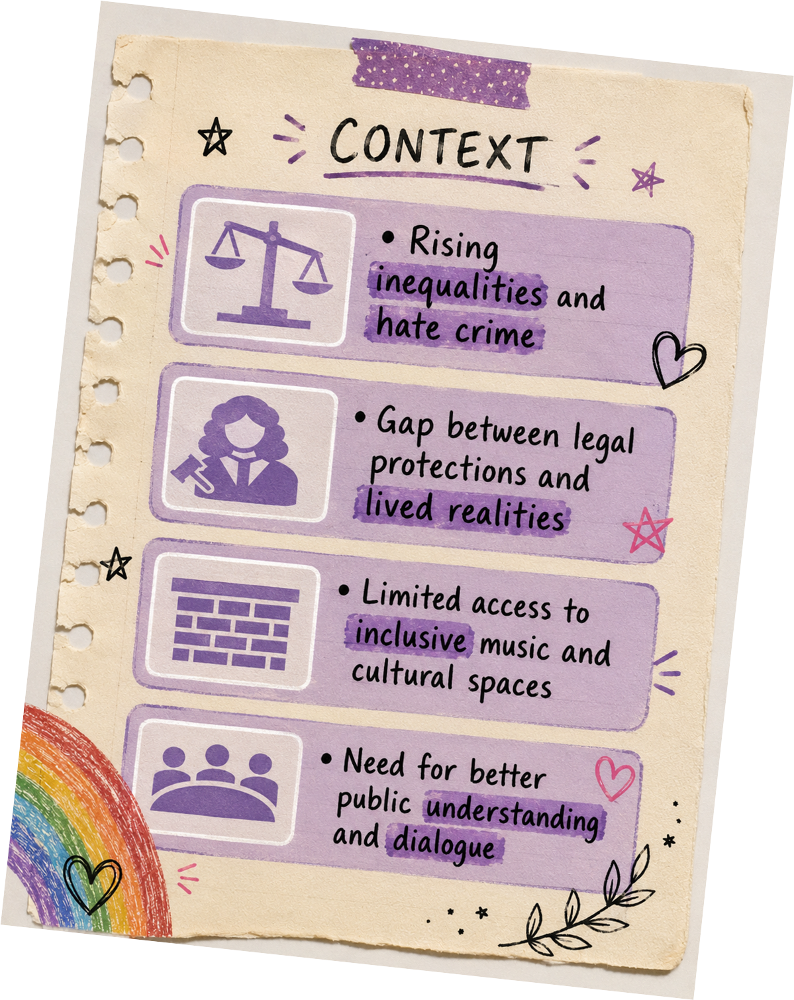 CONTEXT
• Rising
inequalities and
hate crime
• Gap between legal
protections and
lived realities
• Limited access to
inclusive music and
cultural spaces
• Need for better
public understanding
and dialogue